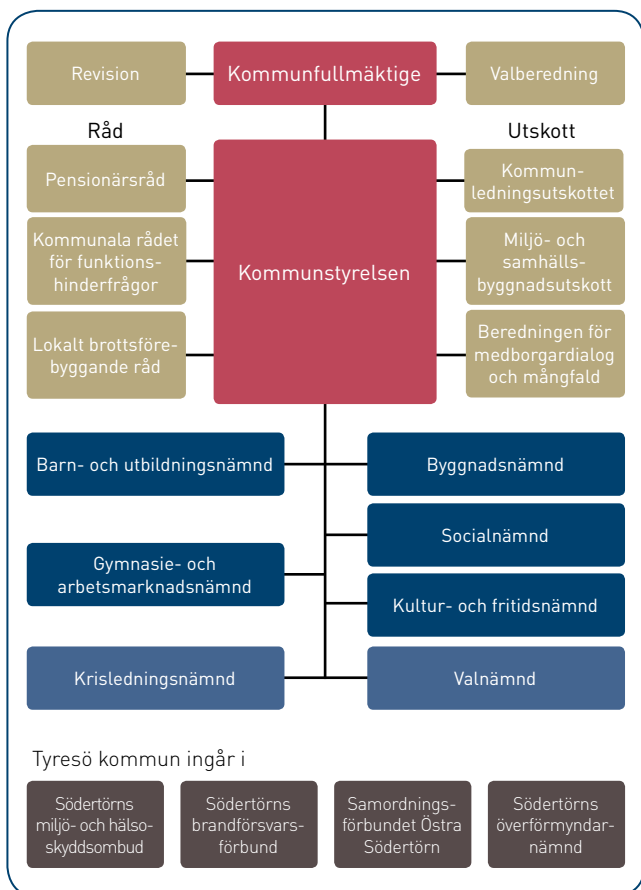 Revision
Kommunfullmäktige
Valberedning
Råd
Utskott
Pensionärsråd
Kommunala rådet
för funktions-
hinderfrågor
Lokalt brottsföre-
byggande råd
Kommunstyrelsen
Kommun-
ledningsutskottet
Miljö- och
samhälls-
byggnadsutskott
Beredningen för
medborgardialog
och mångfald
Barn- och utbildningsnämnd
Byggnadsnämnd
Socialnämnd
Gymnasie- och
arbetsmarknadsnämnd
Kultur- och fritidsnämnd
Krisledningsnämnd
Valnämnd
Tyresö kommun ingår i
Södertörns
miljö- och hälso-
skyddsombud
Södertörns
brandförsvars-
förbund
Samordnings-
förbundet Östra
Södertörn
Södertörns
överförmyndar-
nämnd